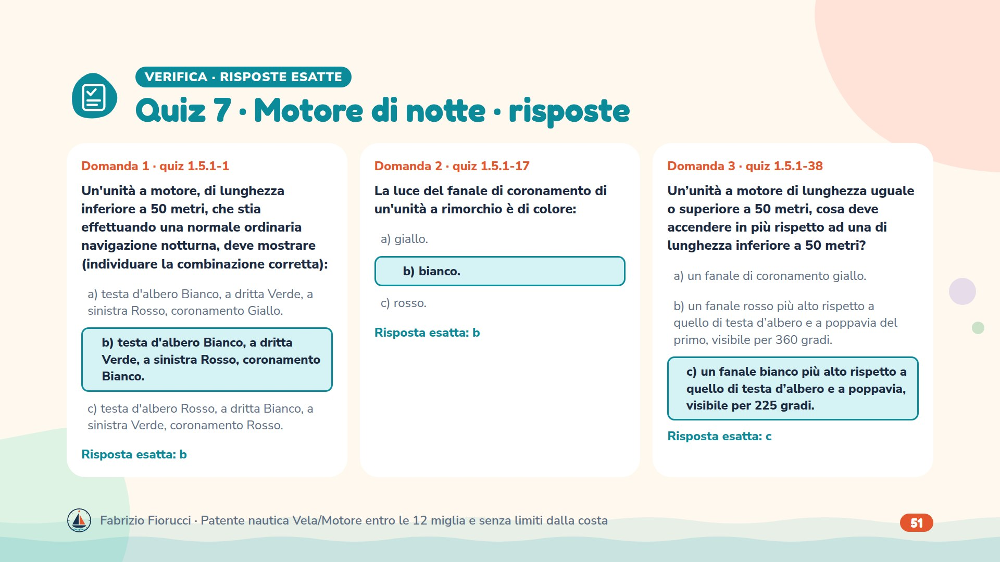 VERIFICA · RISPOSTE ESATTE
Quiz 7 · Motore di notte · risposte
Domanda 1 · quiz 1.5.1-1
Un'unità a motore, di lunghezza
inferiore a 50 metri, che stia
effettuando una normale ordinaria
navigazione notturna, deve mostrare
(individuare la combinazione corretta):
a) testa d'albero Bianco, a dritta Verde, a
sinistra Rosso, coronamento Giallo.
b) testa d'albero Bianco, a dritta
Verde, a sinistra Rosso, coronamento
Bianco.
c) testa d'albero Rosso, a dritta Bianco, a
sinistra Verde, coronamento Rosso.
Risposta esatta: b
Domanda 2 · quiz 1.5.1-17
La luce del fanale di coronamento di
un'unità a rimorchio è di colore:
a) giallo.
b) bianco.
c) rosso.
Risposta esatta: b
Domanda 3 · quiz 1.5.1-38
Un’unità a motore di lunghezza uguale
o superiore a 50 metri, cosa deve
accendere in più rispetto ad una di
lunghezza inferiore a 50 metri?
a) un fanale di coronamento giallo.
b) un fanale rosso più alto rispetto a
quello di testa d’albero e a poppavia del
primo, visibile per 360 gradi.
c) un fanale bianco più alto rispetto a
quello di testa d’albero e a poppavia,
visibile per 225 gradi.
Risposta esatta: c
Fabrizio Fiorucci · Patente nautica Vela/Motore entro le 12 miglia e senza limiti dalla costa
51